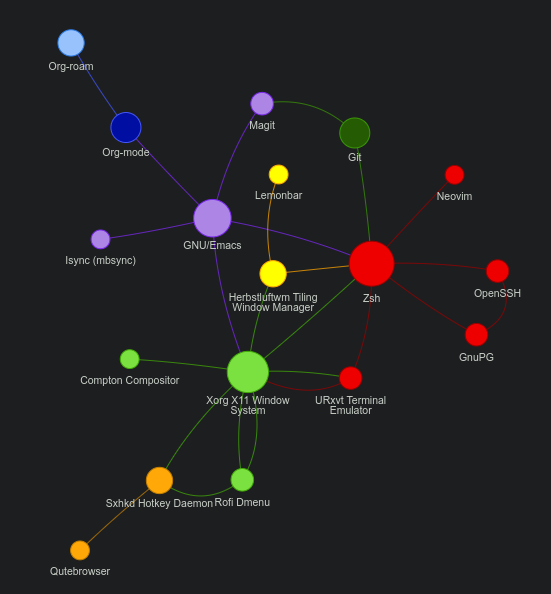 Org-roam
Magit
Org-mode
Git
Lemonbar
Neovim
GNU/Emacs
Isync (mbsync)
Zsh
OpenSSH
Herbstluftwm Tiling
Window Manager
GnuPG
Compton Compositor
Xorg X11 Window
System
URxvt Terminal
Emulator
Sxhkd Hotkey Daemon
Rofi Dmenu
Qutebrowser